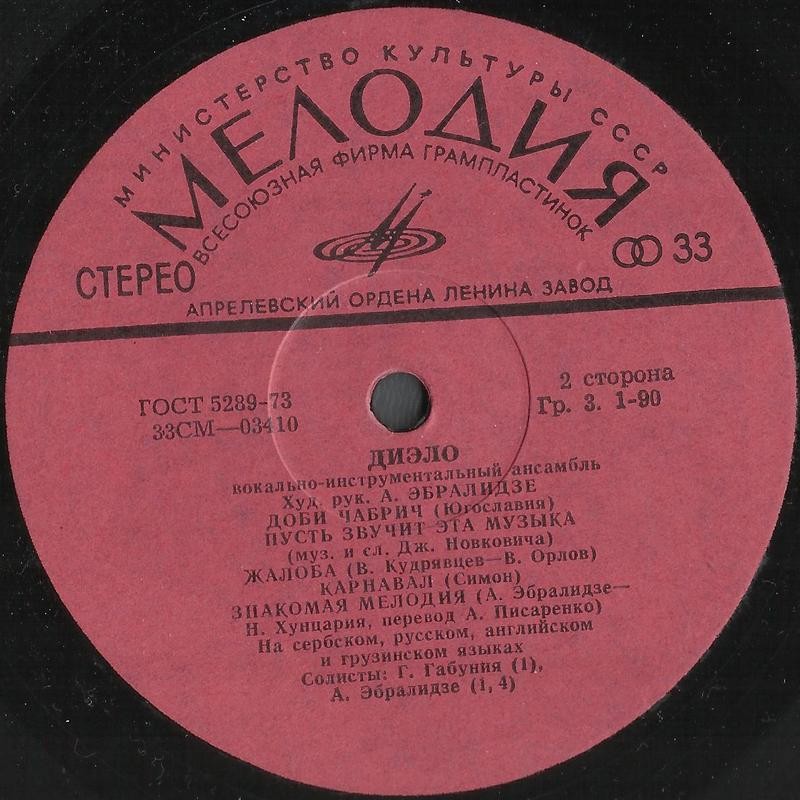 МИНИСТЕРСТВО КУЛЬТУРЫ СССР
МЕЛОДИЯ
ВСЕСОЮЗНАЯ ФИРМА ГРАМПЛАСТИНОК
СТЕРЕО
33
АПРЕЛЕВСКИЙ ОРДЕНА ЛЕНИНА ЗАВОД
ГОСТ 5289-73
33СМ—03410
2 сторона
Гр. 3. 1-90
ДИЭЛО
вокально-инструментальный ансамбль
Худ. рук. А. ЭБРАЛИДЗЕ
ДОБИ ЧАБРИЧ (Югославия)
ПУСТЬ ЗВУЧИТ ЭТА МУЗЫКА
(муз. и сл. Дж. Новковича)
ЖАЛОБА (В. Кудрявцев—В. Орлов)
КАРНАВАЛ (Симон)
ЗНАКОМАЯ МЕЛОДИЯ (А. Эбралидзе—
Н. Хунцария, перевод А. Писаренко)
На сербском, русском, английском
и грузинском языках
Солисты: Г. Габуния (1),
А. Эбралидзе (1, 4)